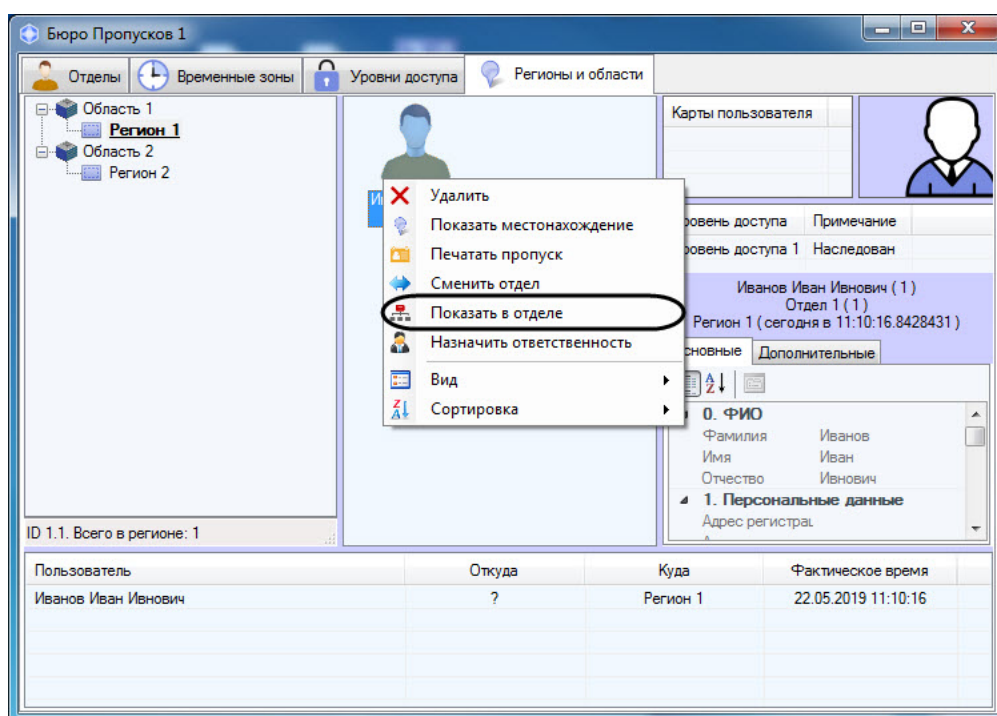 Бюро Пропусков 1
Отделы Временные зоны Уровни доступа Регионы и области
Область 1
Регион 1
Область 2
Регион 2
ID 1.1. Всего в регионе: 1
Удалить
Показать местонахождение
Печатать пропуск
Сменить отдел
Показать в отделе
Назначить ответственность
Вид
Сортировка
Карты пользователя
доступа Примечание
доступа 1 Наследован
Иванов Иван Ивнович ( 1 )
Отдел 1 ( 1 )
Регион 1 ( сегодня в 11:10:16.8428431 )
Дополнительные
0. ФИО
Фамилия Иванов
Имя Иван
Отчество Ивнович
1. Персональные данные
Адрес
Пользователь Откуда Куда Фактическое время
Иванов Иван Ивнович ? Регион 1 22.05.2019 11:10:16